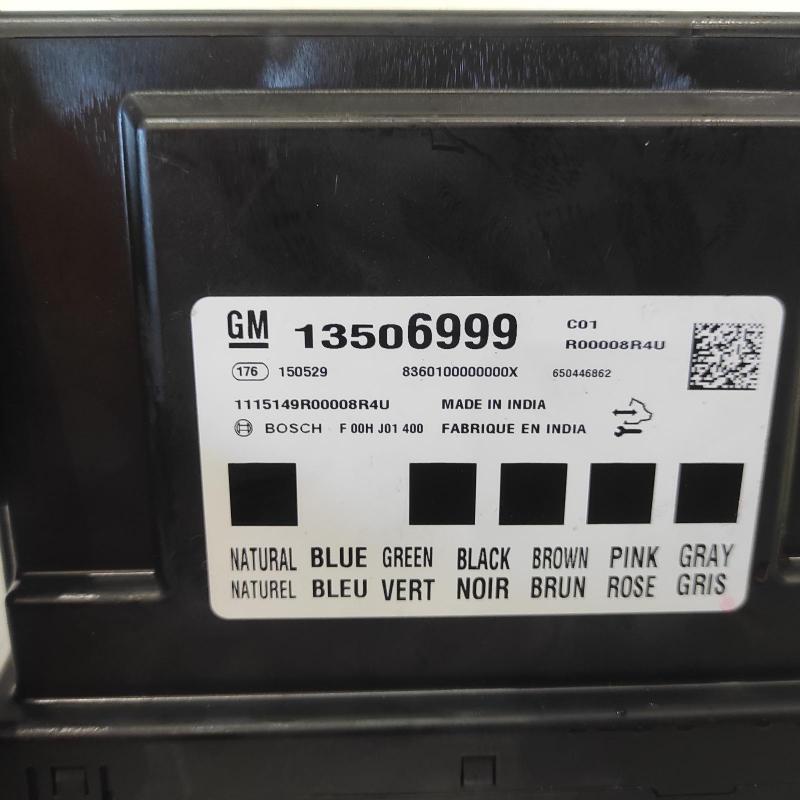 GM 13506999 C01
R00008R4U
176 150529 8360100000000X 650446862
1115149R00008R4U MADE IN INDIA
BOSCH F 00H J01 400 FABRIQUE EN INDIA
NATURAL BLUE GREEN BLACK BROWN PINK GRAY
NATUREL BLEU VERT NOIR BRUN ROSE GRIS